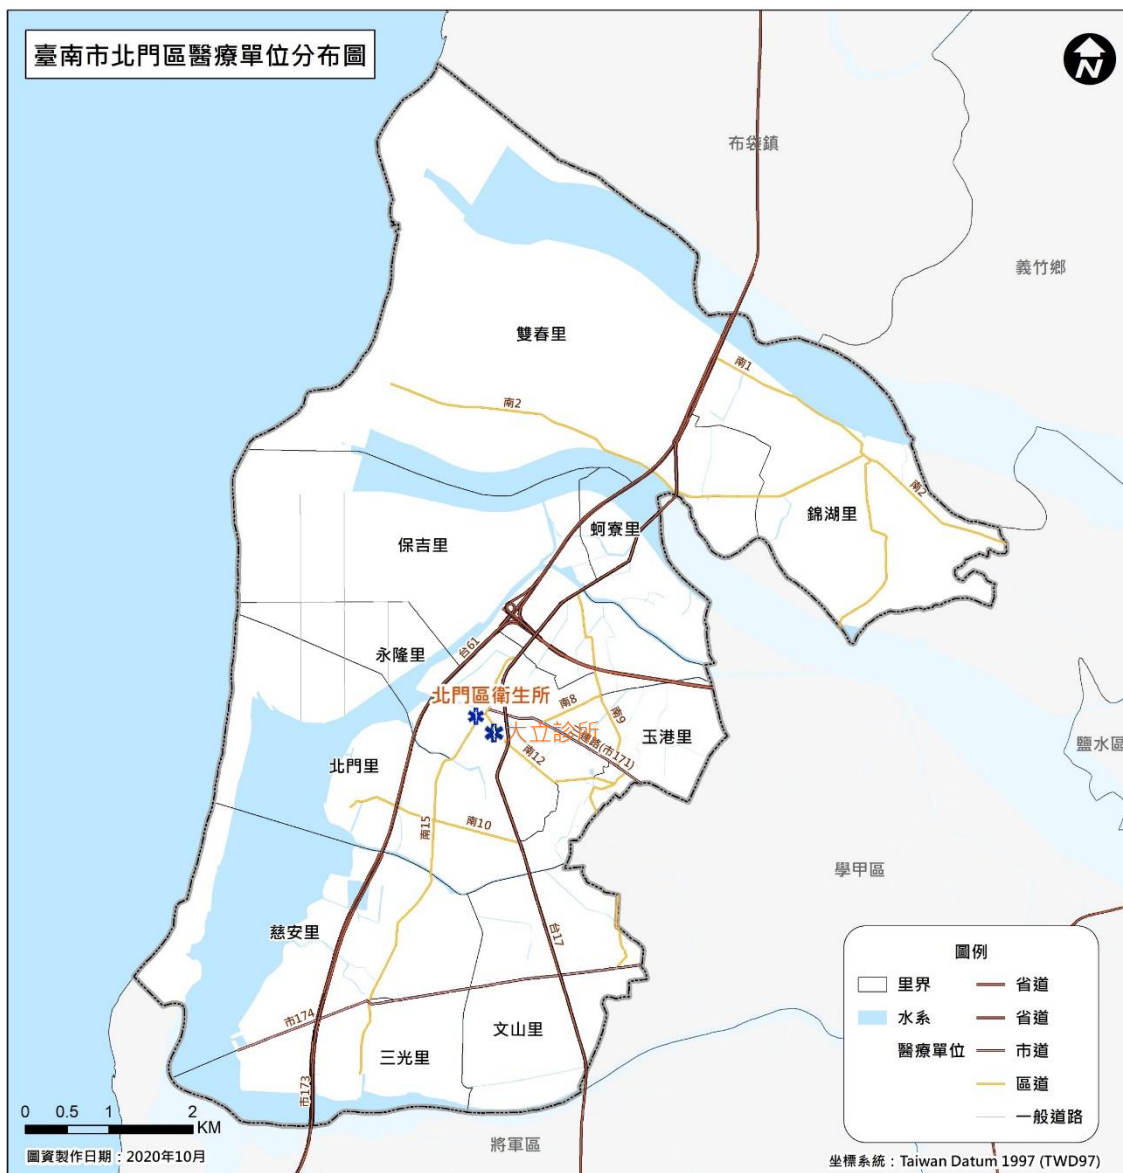 臺南市北門區醫療單位分布圖
N
布袋鎮
義竹鄉
雙春里
南1
南2
南2
錦湖里
蚵寮里
保吉里
永隆里
台61
北門區衛生所
南8
南9
大立診所
進路(市171)
玉港里
鹽水區
南12
北門里
南15
南10
學甲區
慈安里
台17
市174
文山里
三光里
市173
將軍區
圖例
里界
省道
水系
省道
醫療單位
市道
區道
一般道路
0 0.5 1 2
KM
圖資製作日期：2020年10月
坐標系統：Taiwan Datum 1997 (TWD97)